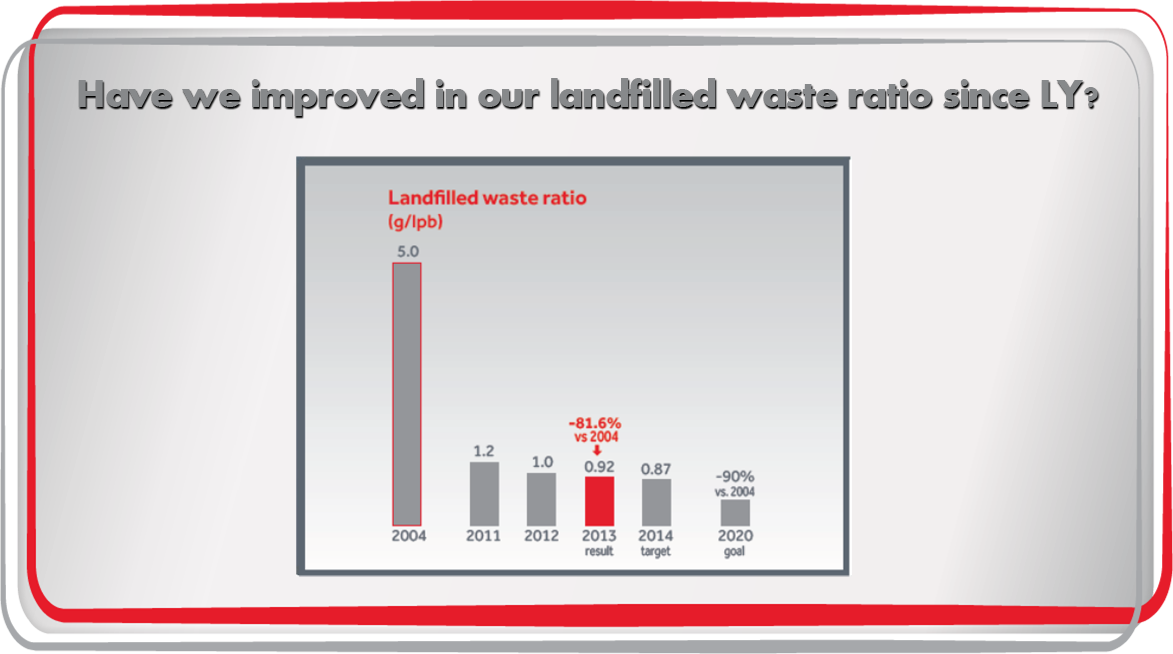 Have we improved in our landfilled waste ratio since LY?
Landfilled waste ratio
(g/lpb)
5.0
-81.6%
vs 2004
1.2
1.0
0.92
0.87
-90%
vs. 2004
2004
2011
2012
2013
result
2014
target
2020
goal